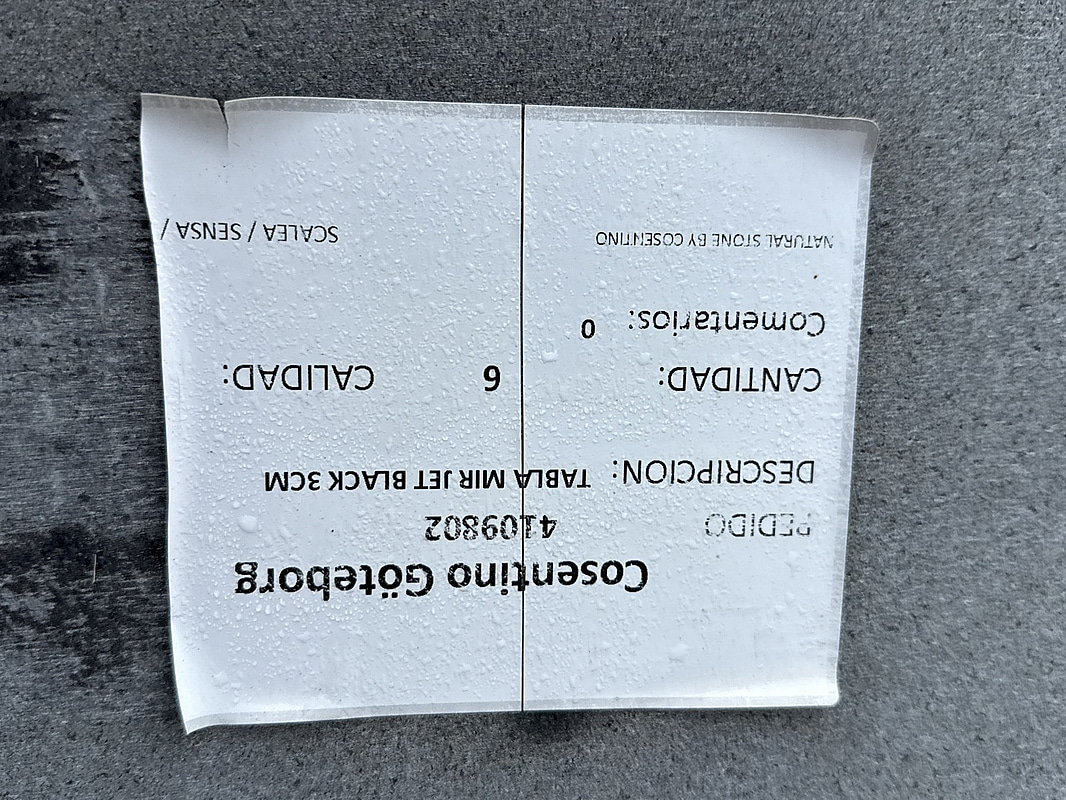 Cosentino Göteborg
PEDIDO 4109802
DESCRIPCION: TABLA MIR JET BLACK 3CM
CANTIDAD: 6 CALIDAD:
Comentarios: 0
NATURAL STONE BY COSENTINO SCALEA / SENSA /